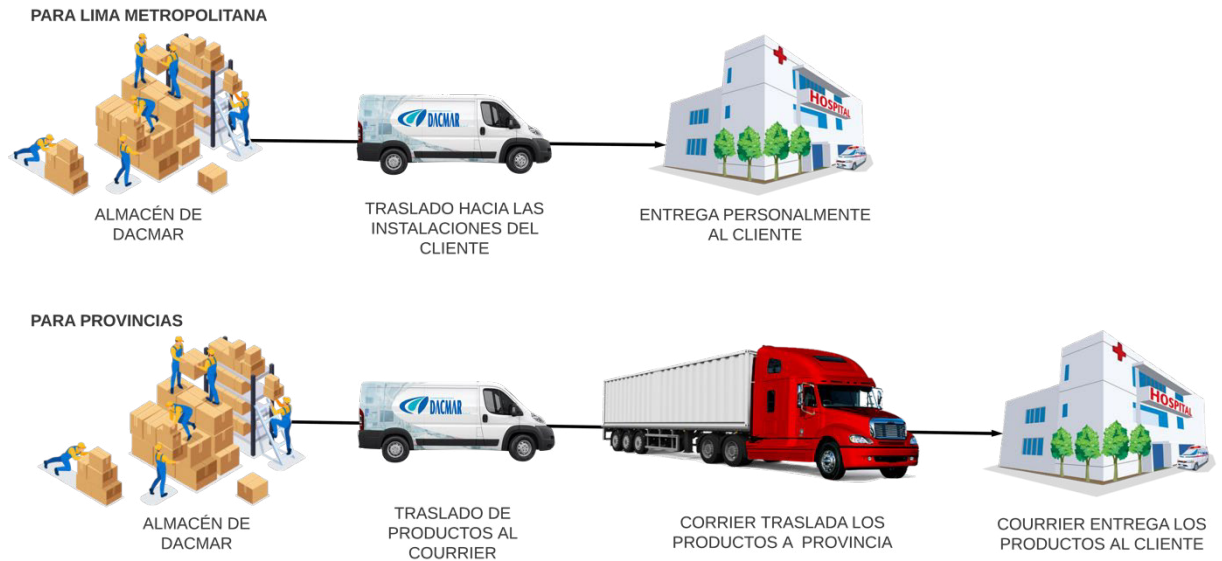 PARA LIMA METROPOLITANA
DACMAR
HOSPITAL
ALMACÉN DE
DACMAR
TRASLADO HACIA LAS
INSTALACIONES DEL
CLIENTE
ENTREGA PERSONALMENTE
AL CLIENTE
PARA PROVINCIAS
DACMAR
HOSPITAL
ALMACÉN DE
DACMAR
TRASLADO DE
PRODUCTOS AL
COURRIER
CORRIER TRASLADA LOS
PRODUCTOS A PROVINCIA
COURRIER ENTREGA LOS
PRODUCTOS AL CLIENTE